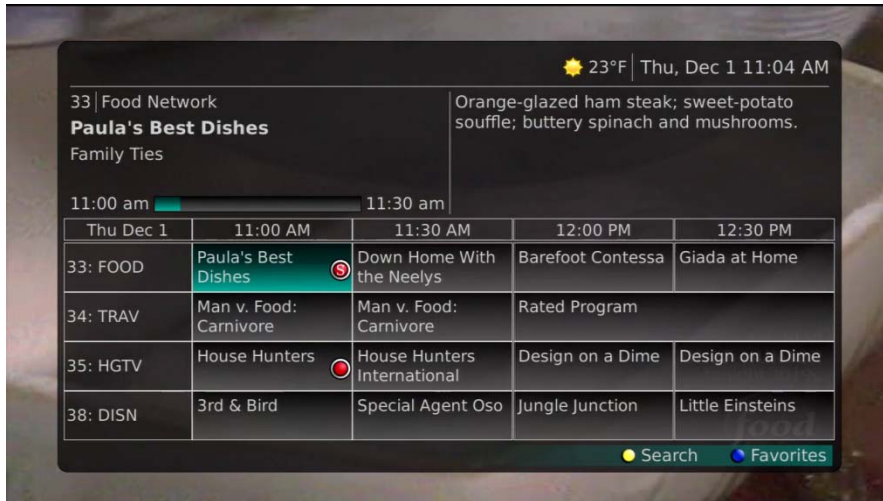 23°F Thu, Dec 1 11:04 AM
33 Food Network
Paula's Best Dishes
Family Ties
Orange-glazed ham steak; sweet-potato
souffle; buttery spinach and mushrooms.
11:00 am 11:30 am
Thu Dec 1 11:00 AM 11:30 AM 12:00 PM 12:30 PM
33: FOOD
Paula's Best
Dishes
S
Down Home With
the Neelys
Barefoot Contessa
Giada at Home
34: TRAV
Man v. Food:
Carnivore
Man v. Food:
Carnivore
Rated Program
35: HGTV
House Hunters
House Hunters
International
Design on a Dime
Design on a Dime
38: DISN
3rd & Bird
Special Agent Oso
Jungle Junction
Little Einsteins
food
Search Favorites